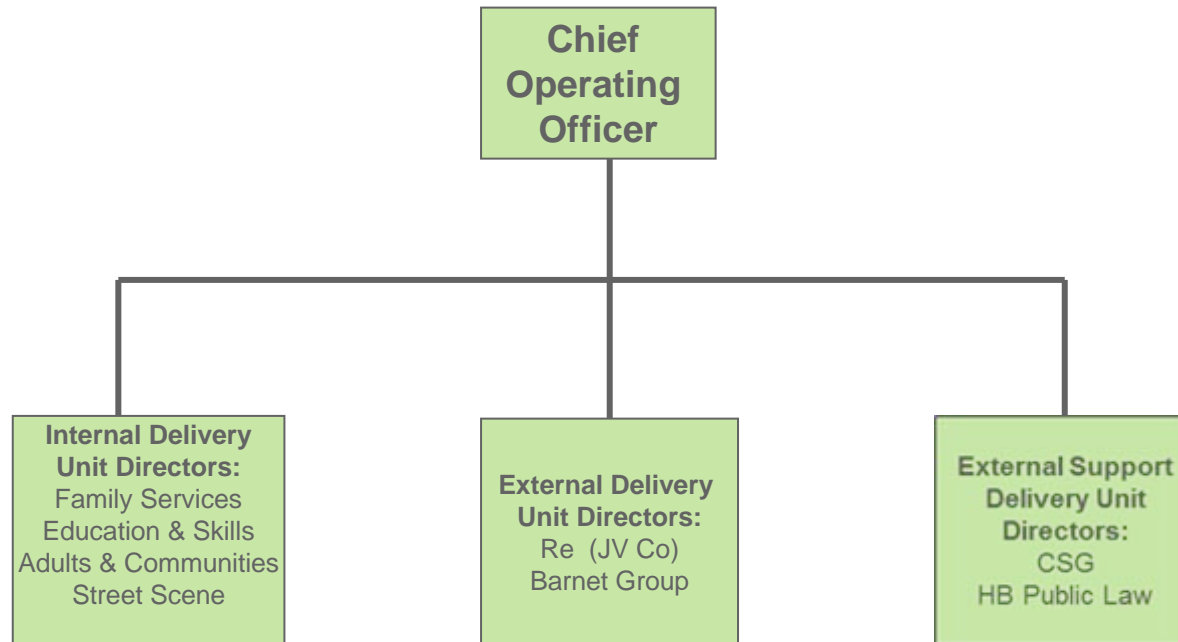 Chief
Operating
Officer
Internal Delivery
Unit Directors:
Family Services
Education & Skills
Adults & Communities
Street Scene
External Delivery
Unit Directors:
Re (JV Co)
Barnet Group
External Support
Delivery Unit
Directors:
CSG
HB Public Law